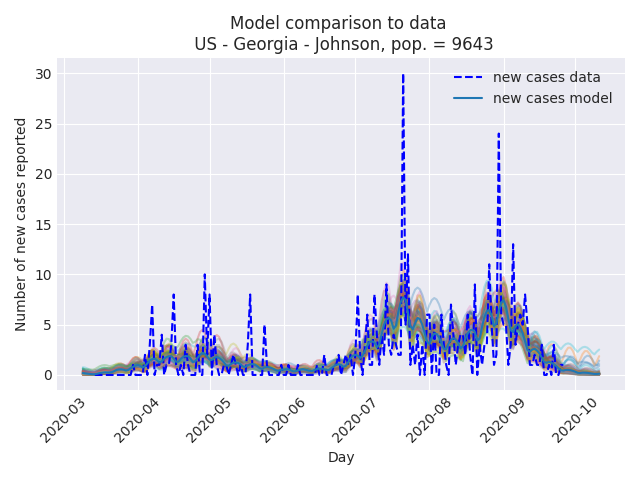 Model comparison to data
US - Georgia - Johnson, pop. = 9643
new cases data
new cases model
Number of new cases reported
30
25
20
15
10
5
0
2020-03
2020-04
2020-05
2020-06
2020-07
2020-08
2020-09
2020-10
Day